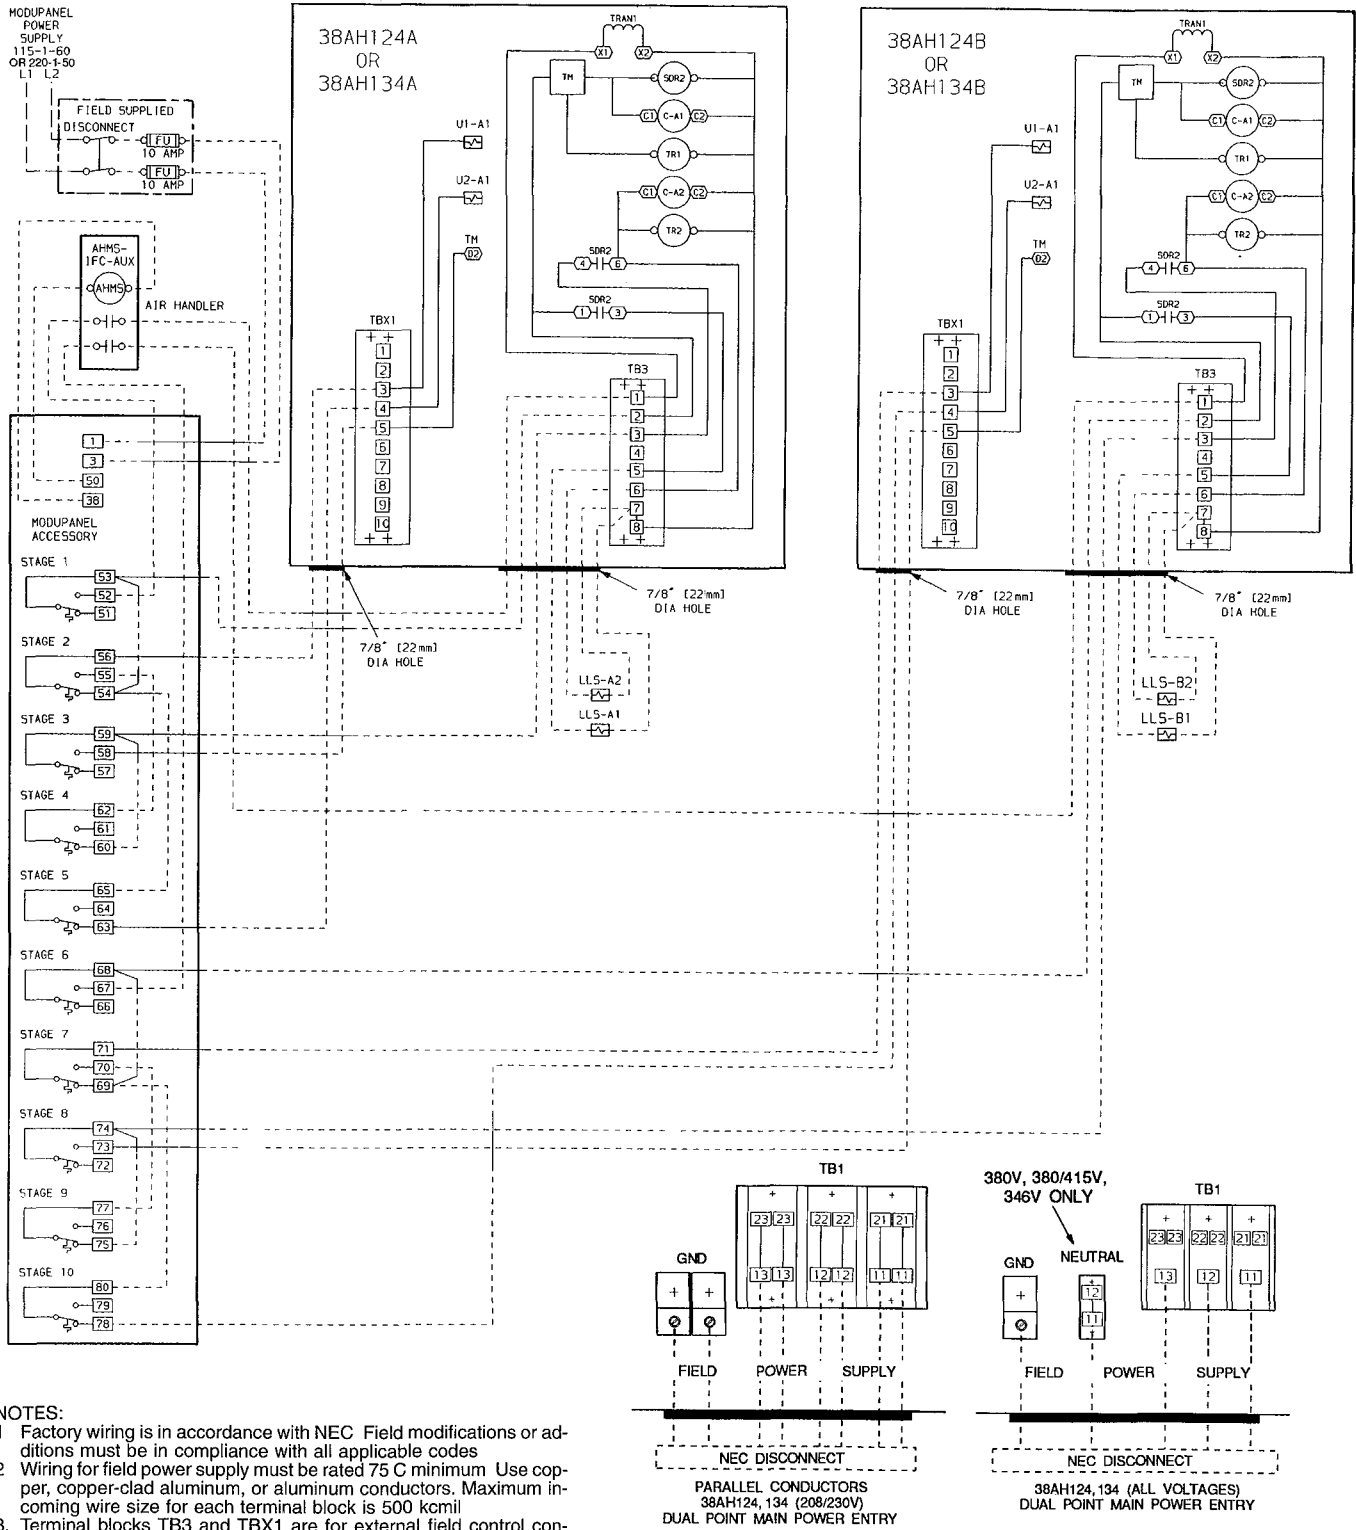 MODUPANEL
POWER
SUPPLY
115-1-60
OR 220-1-50
L1 L2
FIELD SUPPLIED
DISCONNECT
FU
10 AMP
FU
10 AMP
AHMS-
IFC-AUX
AHMS
AIR HANDLER
1
3
50
38
MODUPANEL
ACCESSORY
STAGE 1
53
52
51
STAGE 2
56
55
54
STAGE 3
59
58
57
STAGE 4
62
61
60
STAGE 5
65
64
63
STAGE 6
68
67
66
STAGE 7
71
70
69
STAGE 8
74
73
72
STAGE 9
77
76
75
STAGE 10
80
79
78
38AH124A
OR
38AH134A
TRAN1
X1 X2
TM
SDR2
C1 C-A1 C2
TR1
C1 C-A2 C2
TR2
SDR2
4 6
SDR2
1 3
U1-A1
U2-A1
TM
D2
TBX1
+ +
1
2
3
4
5
6
7
8
9
10
+ +
TB3
+ +
1
2
3
4
5
6
7
8
+ +
7/8" [22mm]
DIA HOLE
7/8" [22mm]
DIA HOLE
LLS-A2
LLS-A1
38AH124B
OR
38AH134B
TRAN1
X1 X2
TM
SDR2
C1 C-A1 C2
TR1
C1 C-A2 C2
TR2
SDR2
4 6
SDR2
1 3
U1-A1
U2-A1
TM
D2
TBX1
+ +
1
2
3
4
5
6
7
8
9
10
+ +
TB3
+ +
1
2
3
4
5
6
7
8
+ +
7/8" [22mm]
DIA HOLE
7/8" [22mm]
DIA HOLE
LLS-B2
LLS-B1
TB1
+ + +
23 23 22 22 21 21
13 13 12 12 11 11
+ + +
GND
+ +
FIELD POWER SUPPLY
NEC DISCONNECT
PARALLEL CONDUCTORS
38AH124, 134 (208/230V)
DUAL POINT MAIN POWER ENTRY
380V, 380/415V,
346V ONLY
TB1
+ + +
23 23 22 22 21 21
13 12 11
GND
+
NEUTRAL
+
12
11
+
FIELD POWER SUPPLY
NEC DISCONNECT
38AH124, 134 (ALL VOLTAGES)
DUAL POINT MAIN POWER ENTRY
NOTES:
1 Factory wiring is in accordance with NEC Field modifications or ad-
ditions must be in compliance with all applicable codes
2 Wiring for field power supply must be rated 75 C minimum Use cop-
per, copper-clad aluminum, or aluminum conductors. Maximum in-
coming wire size for each terminal block is 500 kcmil
3. Terminal blocks TB3 and TBX1 are for external field control con-